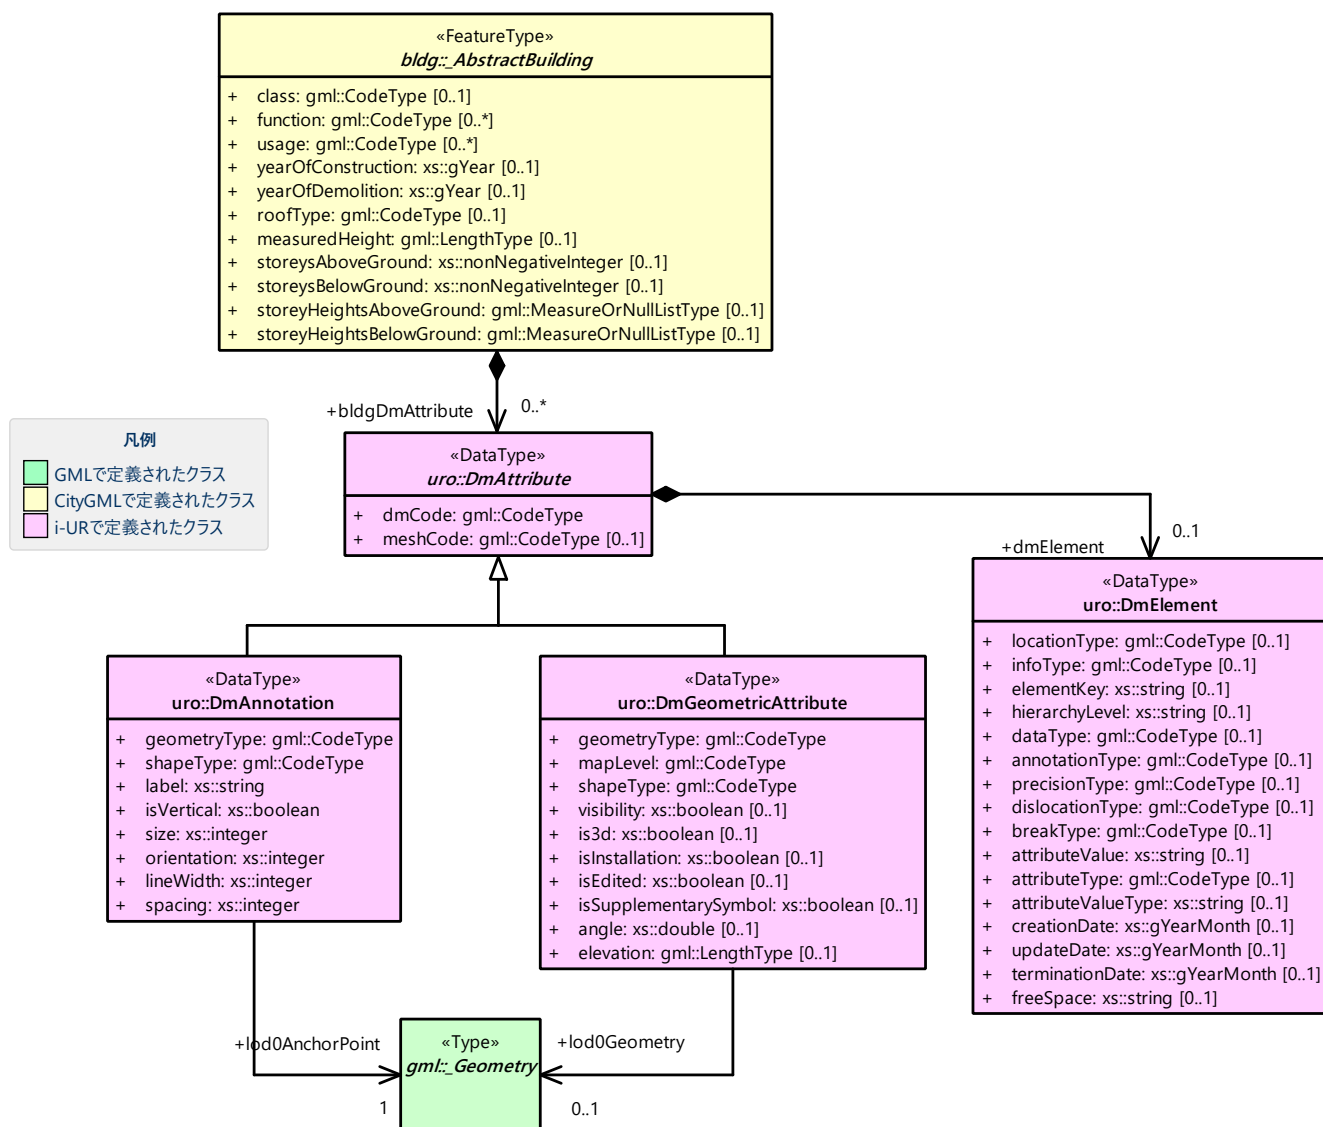 «FeatureType»
bldg::_AbstractBuilding
+ class: gml::CodeType [0..1]
+ function: gml::CodeType [0..*]
+ usage: gml::CodeType [0..*]
+ yearOfConstruction: xs::gYear [0..1]
+ yearOfDemolition: xs::gYear [0..1]
+ roofType: gml::CodeType [0..1]
+ measuredHeight: gml::LengthType [0..1]
+ storeysAboveGround: xs::nonNegativeInteger [0..1]
+ storeysBelowGround: xs::nonNegativeInteger [0..1]
+ storeyHeightsAboveGround: gml::MeasureOrNullListType [0..1]
+ storeyHeightsBelowGround: gml::MeasureOrNullListType [0..1]
+bldgDmAttribute
0..*
凡例
GMLで定義されたクラス
CityGMLで定義されたクラス
i-URで定義されたクラス
«DataType»
uro::DmAttribute
+ dmCode: gml::CodeType
+ meshCode: gml::CodeType [0..1]
+dmElement
0..1
«DataType»
uro::DmElement
+ locationType: gml::CodeType [0..1]
+ infoType: gml::CodeType [0..1]
+ elementKey: xs::string [0..1]
+ hierarchyLevel: xs::string [0..1]
+ dataType: gml::CodeType [0..1]
+ annotationType: gml::CodeType [0..1]
+ precisionType: gml::CodeType [0..1]
+ dislocationType: gml::CodeType [0..1]
+ breakType: gml::CodeType [0..1]
+ attributeValue: xs::string [0..1]
+ attributeType: gml::CodeType [0..1]
+ attributeValueType: xs::string [0..1]
+ creationDate: xs::gYearMonth [0..1]
+ updateDate: xs::gYearMonth [0..1]
+ terminationDate: xs::gYearMonth [0..1]
+ freeSpace: xs::string [0..1]
«DataType»
uro::DmAnnotation
+ geometryType: gml::CodeType
+ shapeType: gml::CodeType
+ label: xs::string
+ isVertical: xs::boolean
+ size: xs::integer
+ orientation: xs::integer
+ lineWidth: xs::integer
+ spacing: xs::integer
«DataType»
uro::DmGeometricAttribute
+ geometryType: gml::CodeType
+ mapLevel: gml::CodeType
+ shapeType: gml::CodeType
+ visibility: xs::boolean [0..1]
+ is3d: xs::boolean [0..1]
+ isInstallation: xs::boolean [0..1]
+ isEdited: xs::boolean [0..1]
+ isSupplementarySymbol: xs::boolean [0..1]
+ angle: xs::double [0..1]
+ elevation: gml::LengthType [0..1]
+lod0AnchorPoint
1
«Type»
gml::_Geometry
+lod0Geometry
0..1